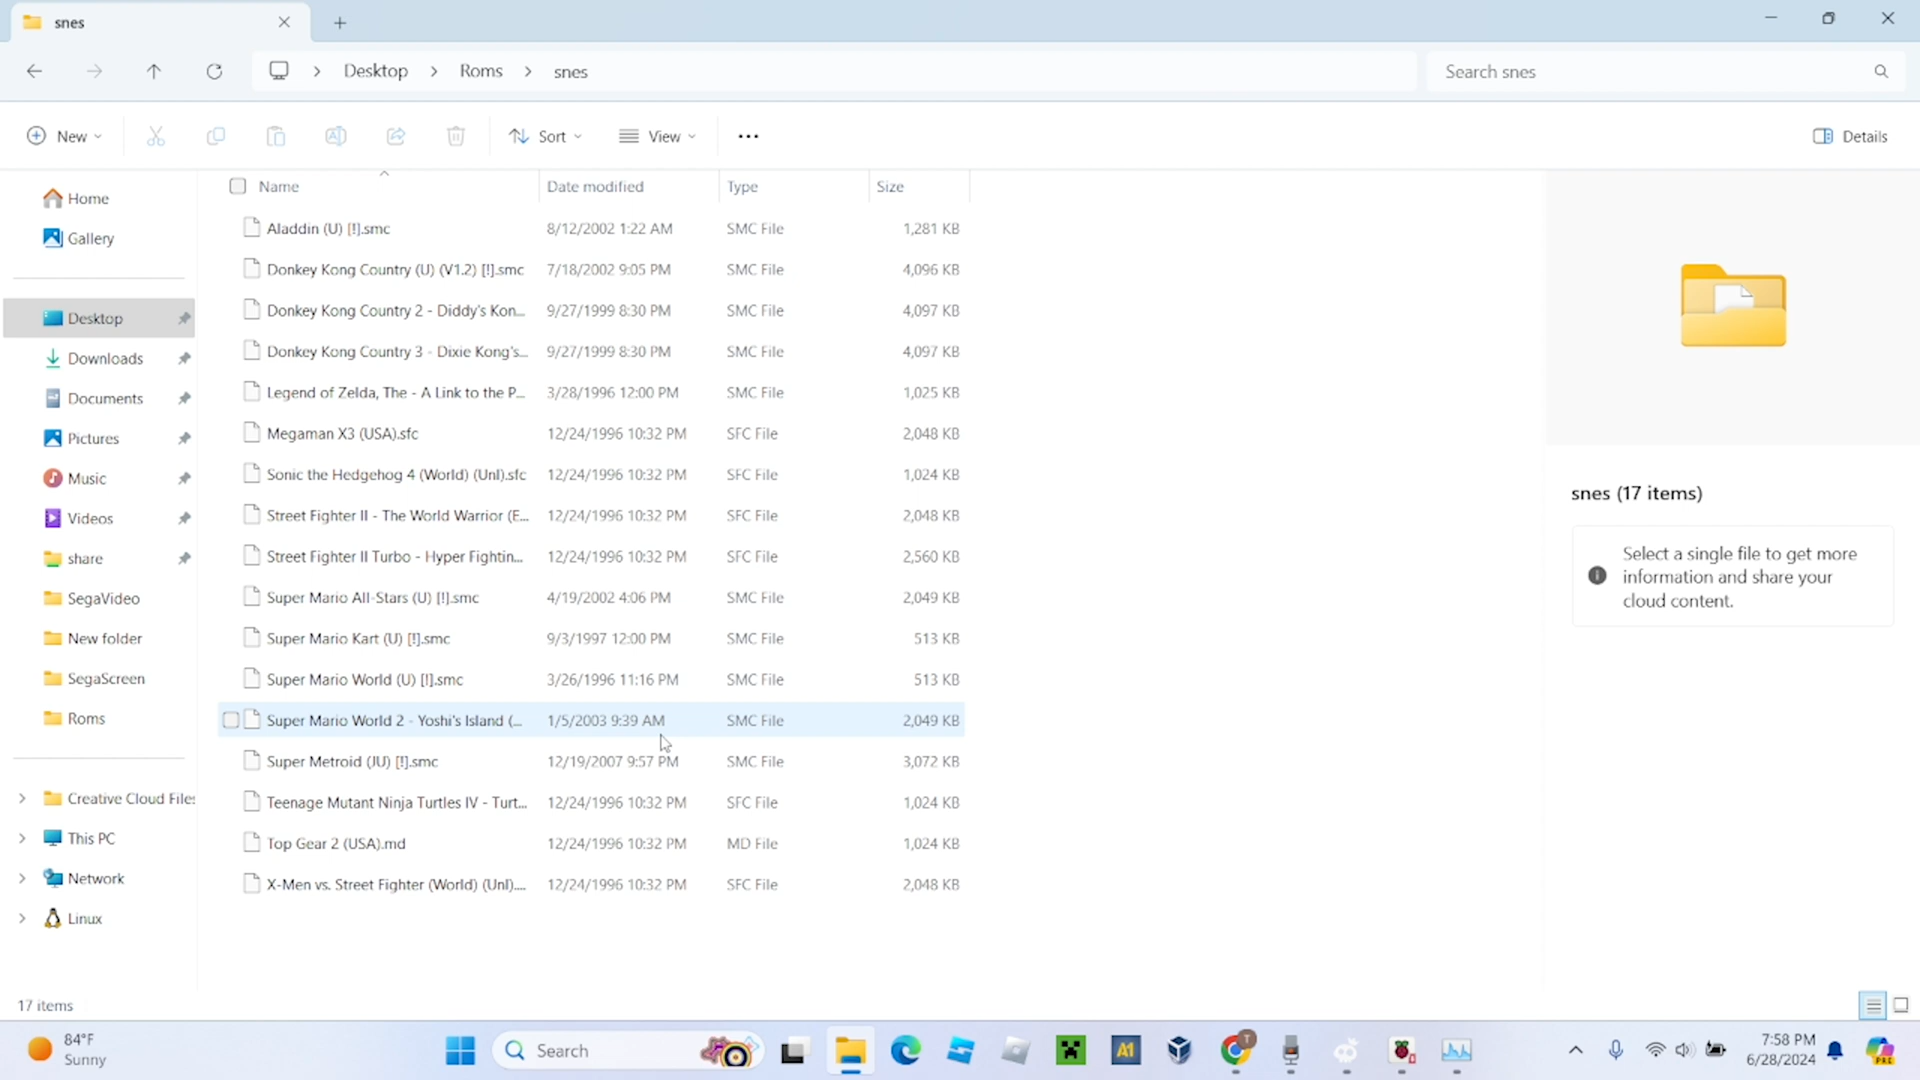 snes
Desktop > Roms > snes
Search snes
New
Sort
View
Details
Name Date modified Type Size
Home
Gallery
Desktop
Downloads
Documents
Pictures
Music
Videos
share
SegaVideo
New folder
SegaScreen
Roms
Creative Cloud Files
This PC
Network
Linux
Aladdin (U) [!].smc 8/12/2002 1:22 AM SMC File 1,281 KB
Donkey Kong Country (U) (V1.2) [!].smc 7/18/2002 9:05 PM SMC File 4,096 KB
Donkey Kong Country 2 - Diddy's Kon... 9/27/1999 8:30 PM SMC File 4,097 KB
Donkey Kong Country 3 - Dixie Kong's... 9/27/1999 8:30 PM SMC File 4,097 KB
Legend of Zelda, The - A Link to the P... 3/28/1996 12:00 PM SMC File 1,025 KB
Megaman X3 (USA).sfc 12/24/1996 10:32 PM SFC File 2,048 KB
Sonic the Hedgehog 4 (World) (Unl).sfc 12/24/1996 10:32 PM SFC File 1,024 KB
Street Fighter II - The World Warrior (E... 12/24/1996 10:32 PM SFC File 2,048 KB
Street Fighter II Turbo - Hyper Fightin... 12/24/1996 10:32 PM SFC File 2,560 KB
Super Mario All-Stars (U) [!].smc 4/19/2002 4:06 PM SMC File 2,049 KB
Super Mario Kart (U) [!].smc 9/3/1997 12:00 PM SMC File 513 KB
Super Mario World (U) [!].smc 3/26/1996 11:16 PM SMC File 513 KB
Super Mario World 2 - Yoshi's Island (... 1/5/2003 9:39 AM SMC File 2,049 KB
Super Metroid (JU) [!].smc 12/19/2007 9:57 PM SMC File 3,072 KB
Teenage Mutant Ninja Turtles IV - Turt... 12/24/1996 10:32 PM SFC File 1,024 KB
Top Gear 2 (USA).md 12/24/1996 10:32 PM MD File 1,024 KB
X-Men vs. Street Fighter (World) (Unl).... 12/24/1996 10:32 PM SFC File 2,048 KB
snes (17 items)
Select a single file to get more
information and share your
cloud content.
17 items
84°F
Sunny
Search
A1
T
PRE
7:58 PM
6/28/2024